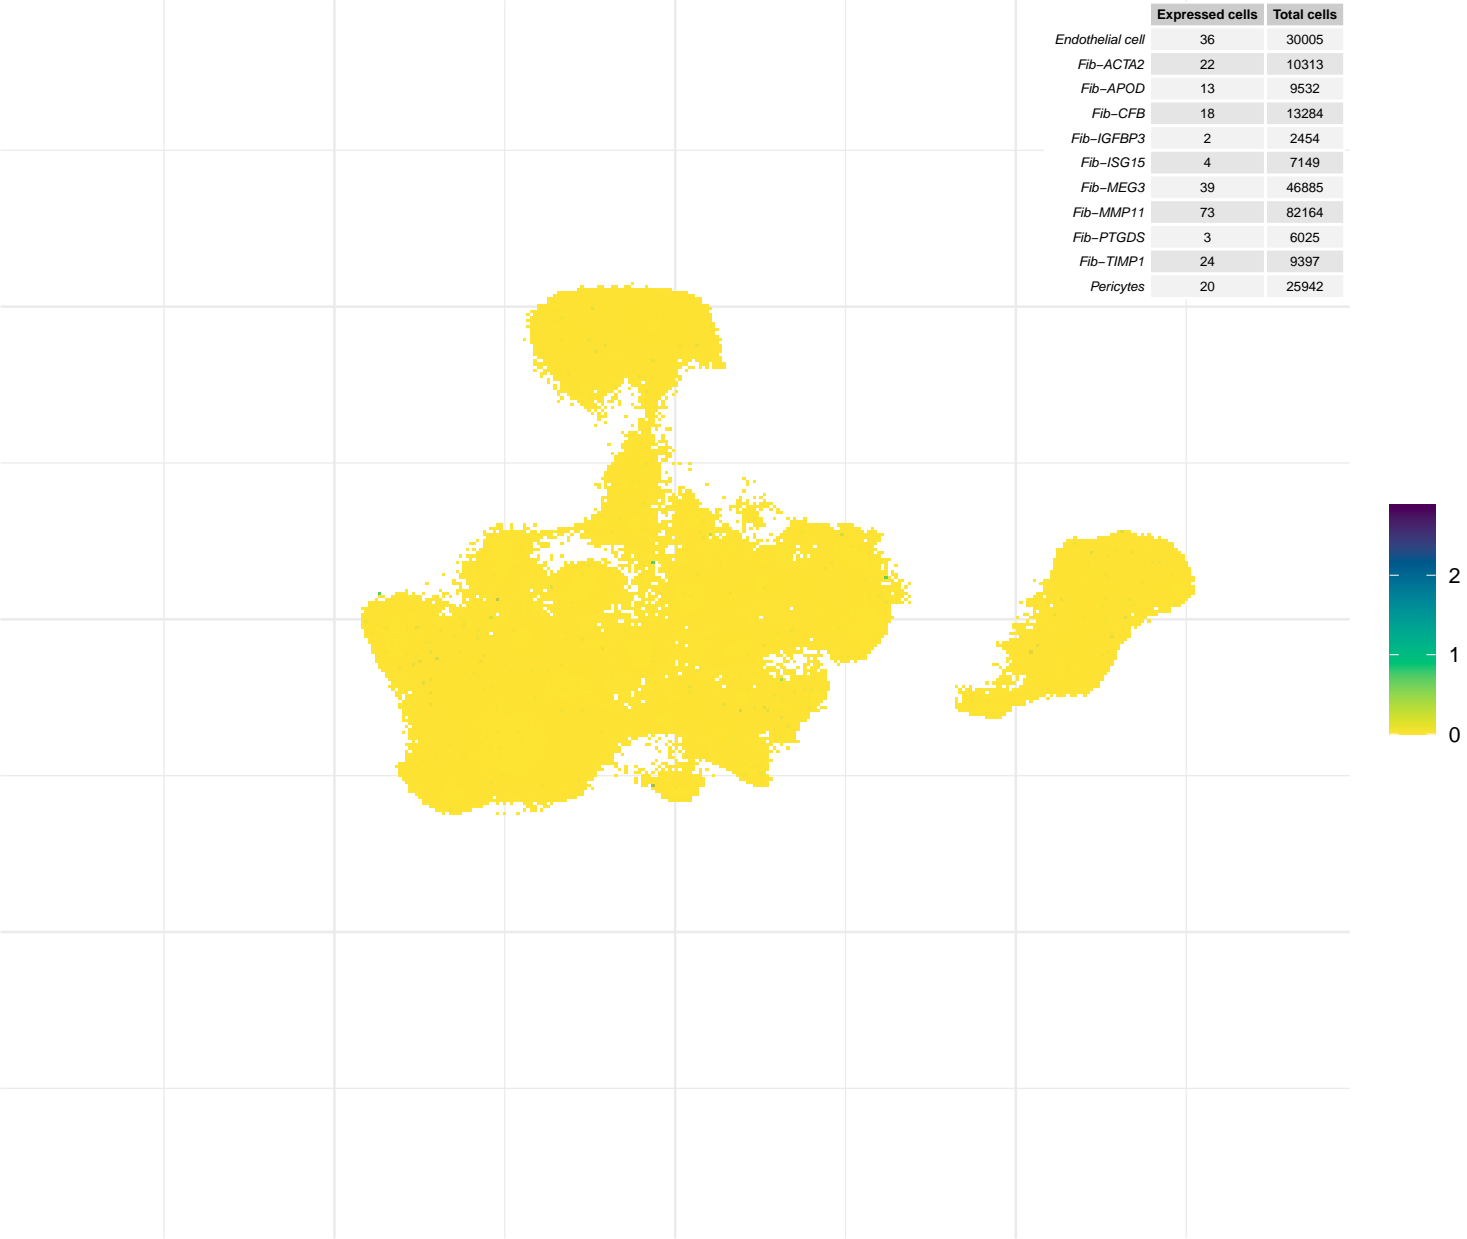 Expressed cells Total cells
Endothelial cell 36 30005
Fib−ACTA2 22 10313
Fib−APOD 13 9532
Fib−CFB 18 13284
Fib−IGFBP3 2 2454
Fib−ISG15 4 7149
Fib−MEG3 39 46885
Fib−MMP11 73 82164
Fib−PTGDS 3 6025
Fib−TIMP1 24 9397
Pericytes 20 25942
2
1
0